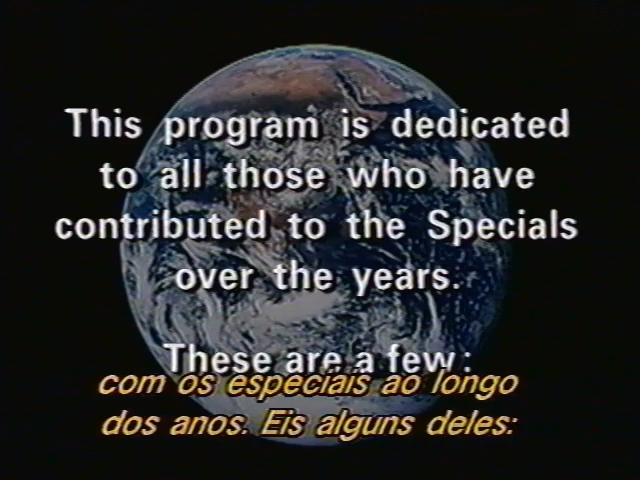 This program is dedicated
to all those who have
contributed to the Specials
over the years.
These are a few:
com os especiais ao longo
dos anos. Eis alguns deles: